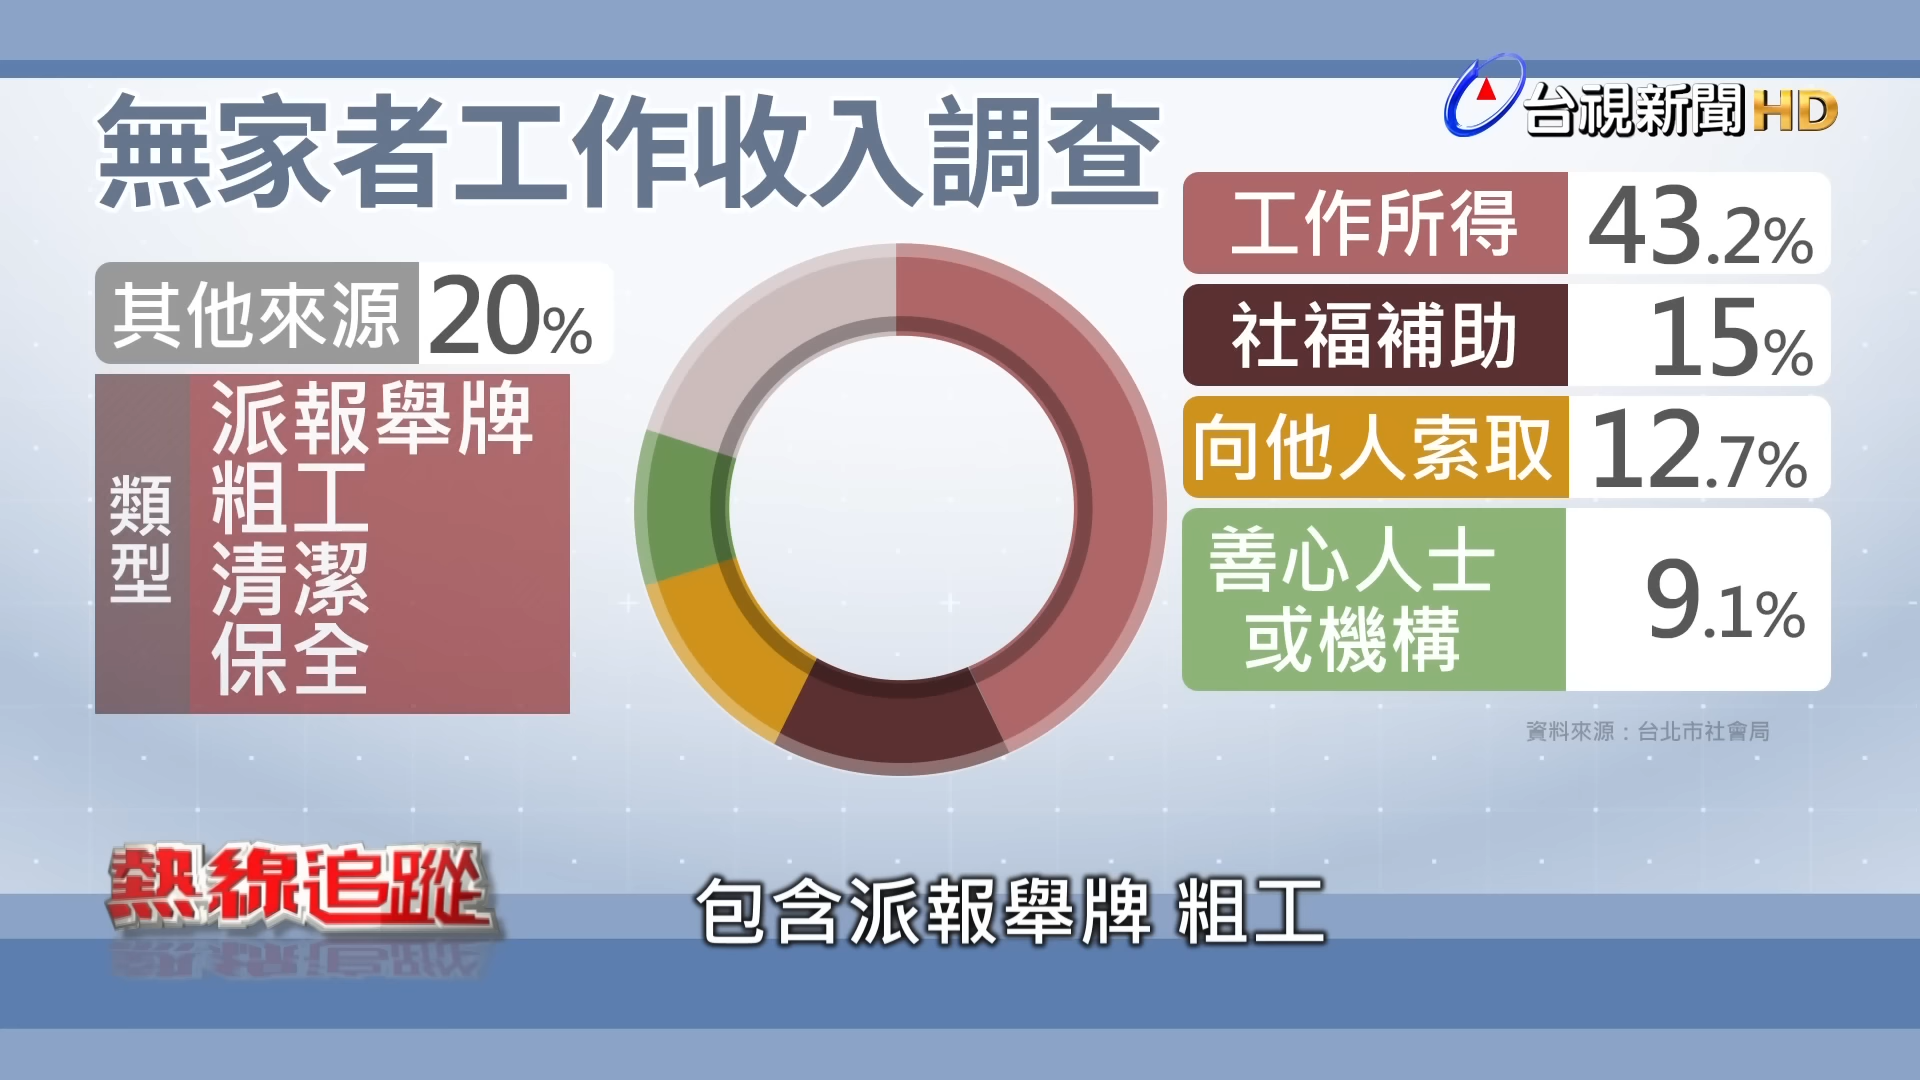 無家者工作收入調查
台視新聞HD
其他來源 20%
類型
派報舉牌
粗工
清潔
保全
工作所得 43.2%
社福補助 15%
向他人索取 12.7%
善心人士
或機構
9.1%
資料來源：台北市社會局
熱線追蹤
包含派報舉牌 粗工